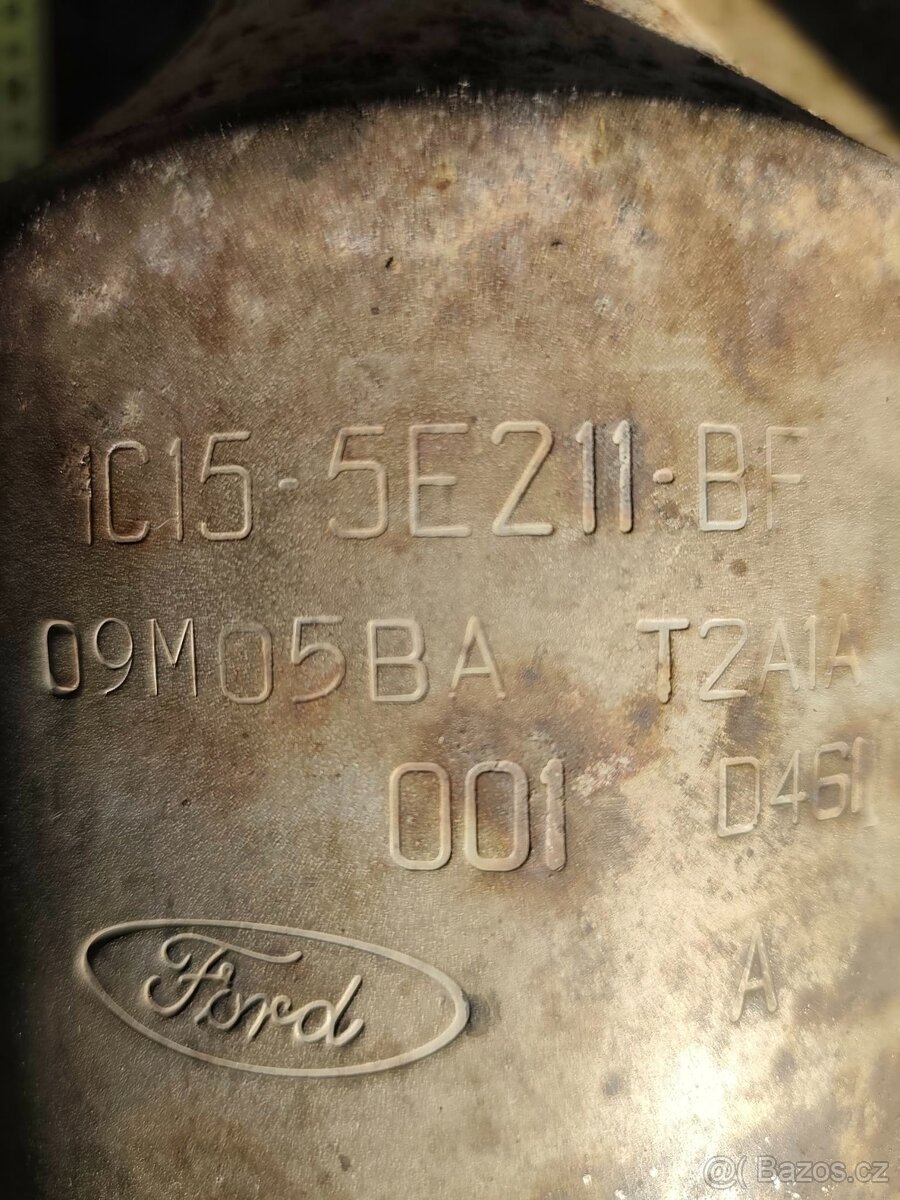 1C15-5E211-BF
09M05BA T2A1A
001 D461
Ford
A
@( Bazos.cz